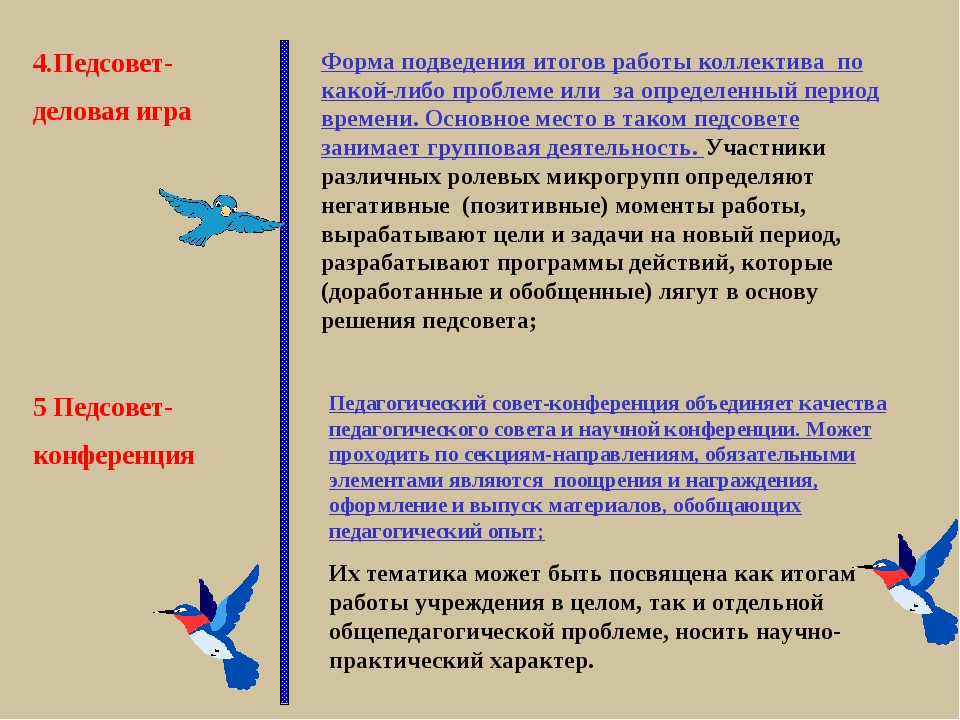 4.Педсовет-
деловая игра
Форма подведения итогов работы коллектива по
какой-либо проблеме или за определенный период
времени. Основное место в таком педсовете
занимает групповая деятельность. Участники
различных ролевых микрогрупп определяют
негативные (позитивные) моменты работы,
вырабатывают цели и задачи на новый период,
разрабатывают программы действий, которые
(доработанные и обобщенные) лягут в основу
решения педсовета;
5 Педсовет-
конференция
Педагогический совет-конференция объединяет качества
педагогического совета и научной конференции. Может
проходить по секциям-направлениям, обязательными
элементами являются поощрения и награждения,
оформление и выпуск материалов, обобщающих
педагогический опыт;
Их тематика может быть посвящена как итогам
работы учреждения в целом, так и отдельной
общепедагогической проблеме, носить научно-
практический характер.